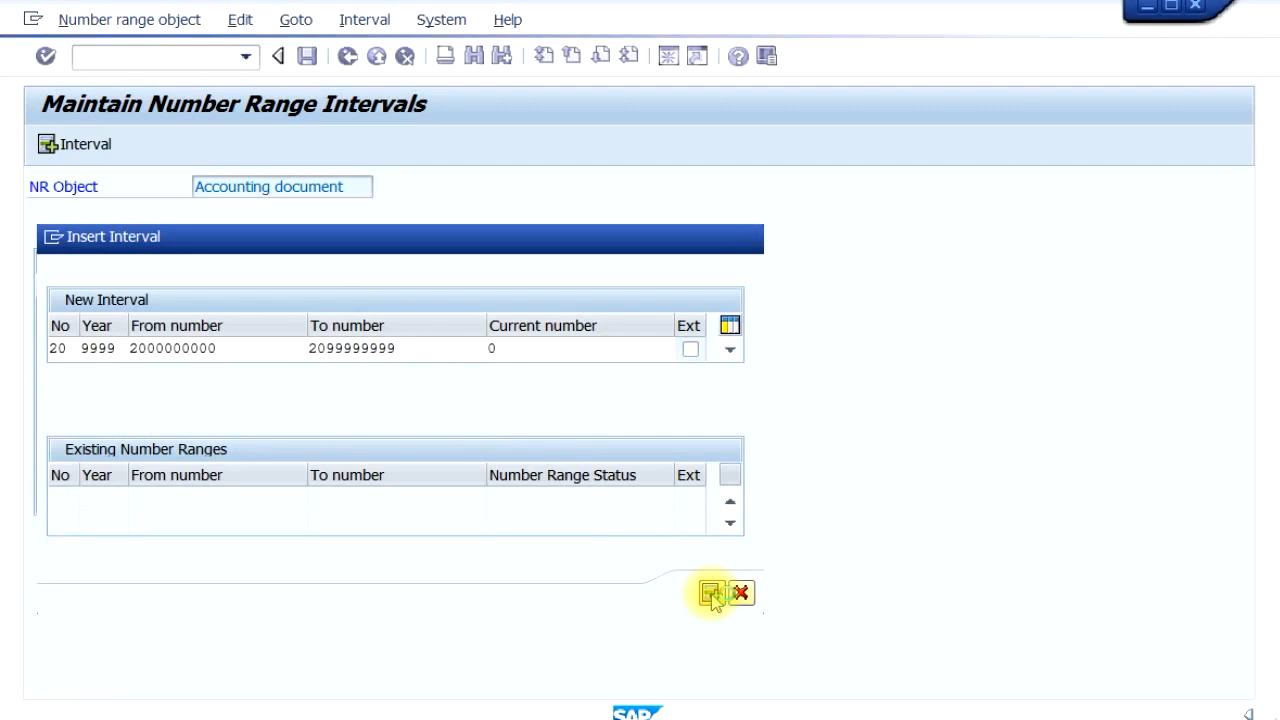 Number range object Edit Goto Interval System Help
Maintain Number Range Intervals
Interval
NR Object Accounting document
Insert Interval
New Interval
No Year From number To number Current number Ext
20 9999 2000000000 2099999999 0
Existing Number Ranges
No Year From number To number Number Range Status Ext
SAP